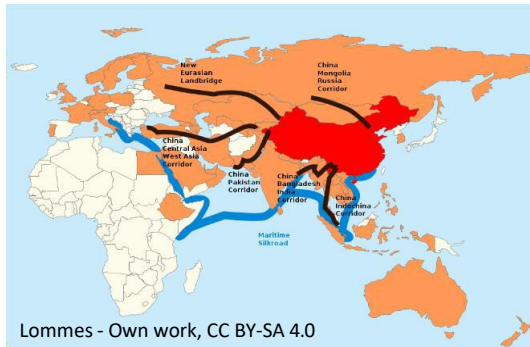 New
Eurasian
Landbridge
China
Mongolia
Russia
Corridor
China
Central Asia
West Asia
Corridor
China
Pakistan
Corridor
China
Bangladesh
India
Corridor
China
Indochina
Corridor
Maritime
Silkroad
Lommes - Own work, CC BY-SA 4.0